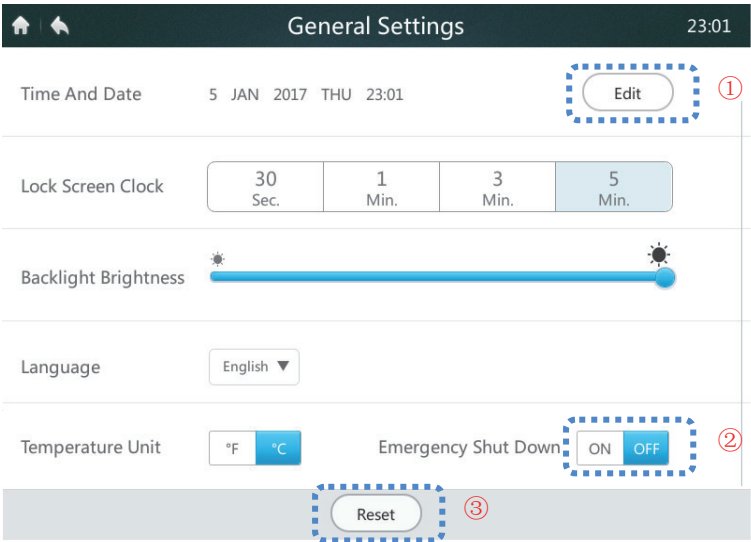 General Settings 23:01
Time And Date 5 JAN 2017 THU 23:01 Edit ①
Lock Screen Clock 30 Sec. 1 Min. 3 Min. 5 Min.
Backlight Brightness
Language English ▼
Temperature Unit °F °C Emergency Shut Down ON OFF ②
Reset ③